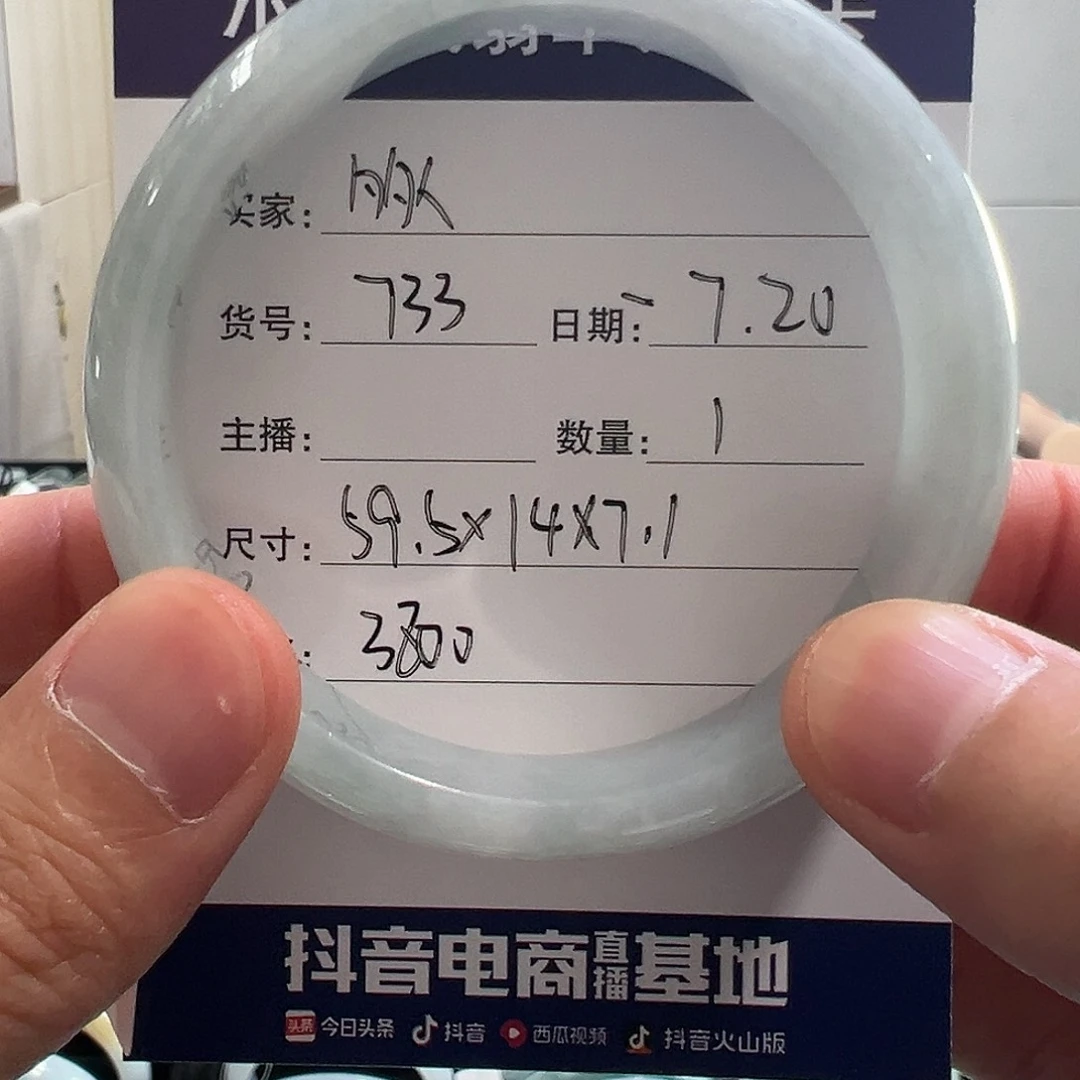 家：
货号：733 日期：7.20
主播： 数量：1
尺寸：59.5×14×7.1
3800
抖音电商直播基地
头条 今日头条 抖音 西瓜视频 抖音火山版